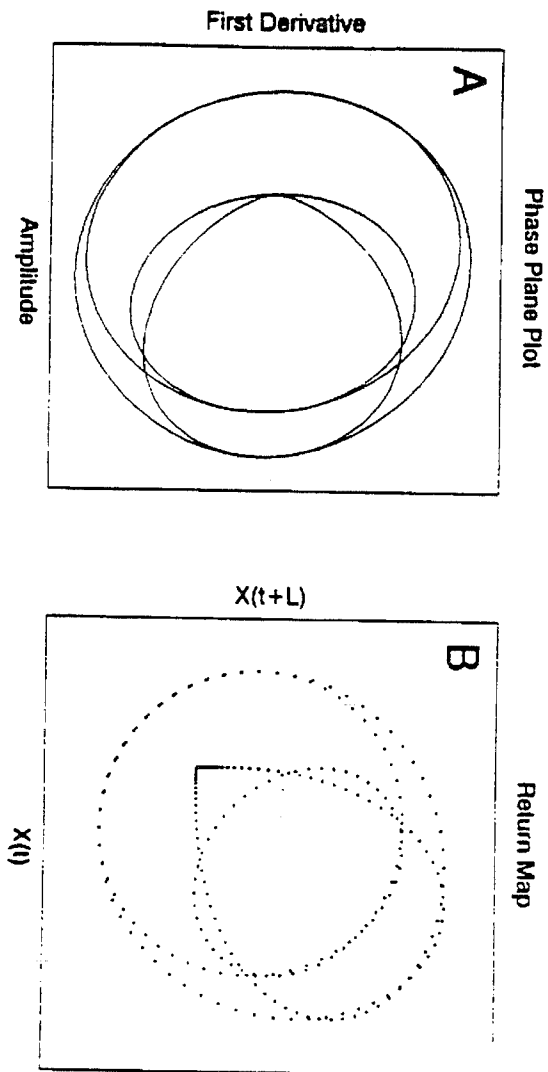 A
Phase Plane Plot
First Derivative
Amplitude
B
Return Map
X(t+L)
X(t)